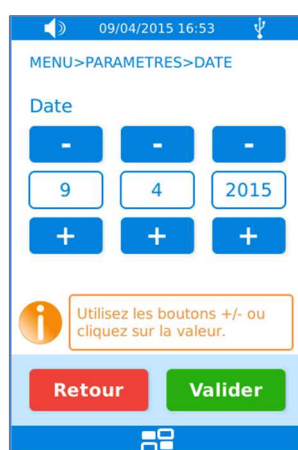 09/04/2015 16:53
MENU>PARAMETRES>DATE
Date
- - -
9 4 2015
+ + +
i
Utilisez les boutons +/- ou
cliquez sur la valeur.
Retour Valider